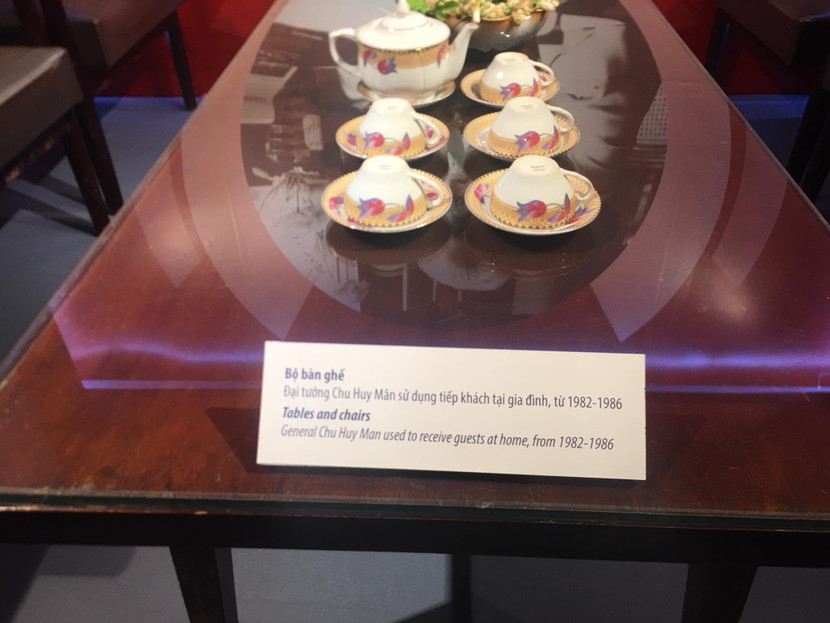 Bộ bàn ghế
Đại tướng Chu Huy Mân sử dụng tiếp khách tại gia đình, từ 1982-1986
Tables and chairs
General Chu Huy Man used to receive guests at home, from 1982-1986